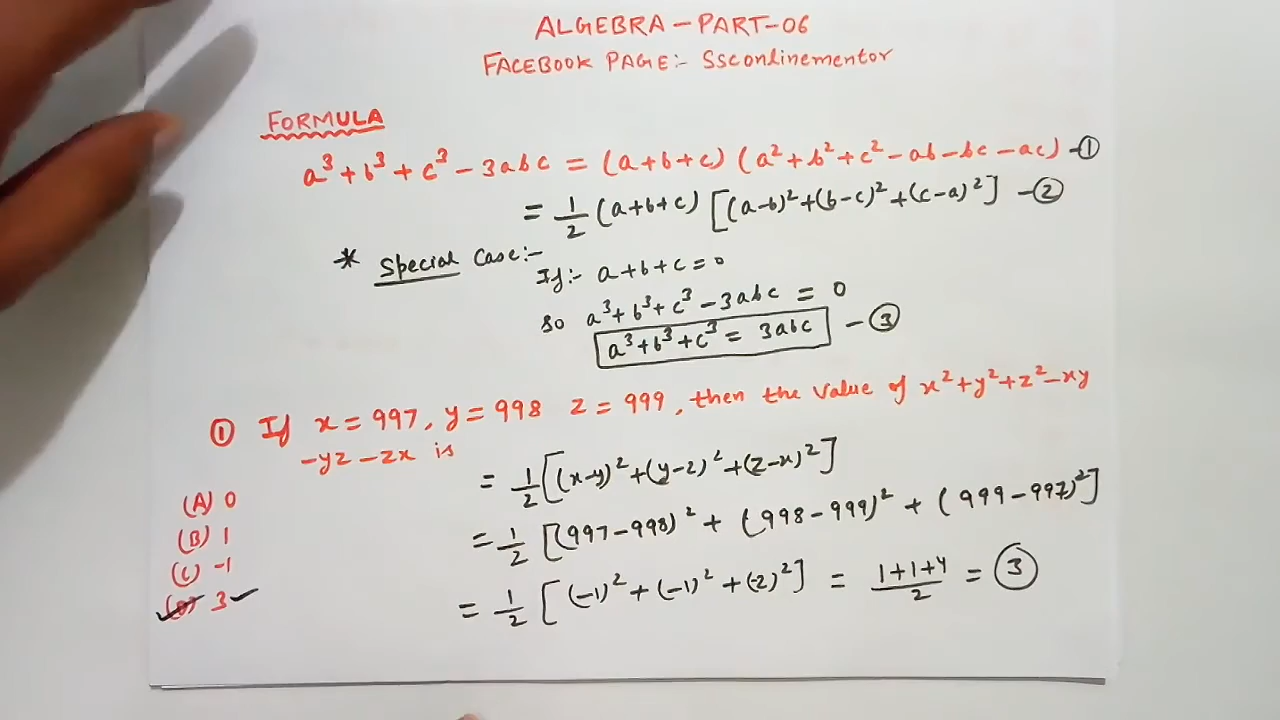 ALGEBRA - PART-06
FACEBOOK PAGE:- Ssconlinementor
FORMULA
a³ + b³ + c³ - 3abc = (a+b+c) (a² + b² + c² - ab - bc - ac) - ①
= 1/2 (a+b+c) [(a-b)² + (b-c)² + (c-a)²] - ②
* Special Case:-
If:- a+b+c = 0
so a³ + b³ + c³ - 3abc = 0
a³ + b³ + c³ = 3abc - ③
① If x = 997, y = 998 z = 999, then the value of x² + y² + z² - xy
- yz - zx is
= 1/2 [(x-y)² + (y-z)² + (z-x)²]
(A) 0
= 1/2 [(997-998)² + (998-999)² + (999-997)²]
(B) 1
(C) -1
= 1/2 [(-1)² + (-1)² + (-2)²] = 1+1+4/2 = ③
(D) 3